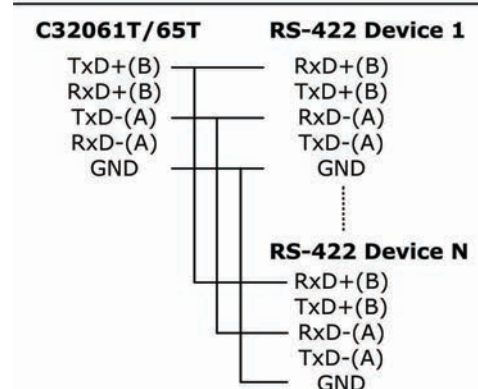 C32061T/65T RS-422 Device 1
TxD+(B) RxD+(B)
RxD+(B) TxD+(B)
TxD-(A) RxD-(A)
RxD-(A) TxD-(A)
GND GND
RS-422 Device N
RxD+(B)
TxD+(B)
RxD-(A)
TxD-(A)
GND